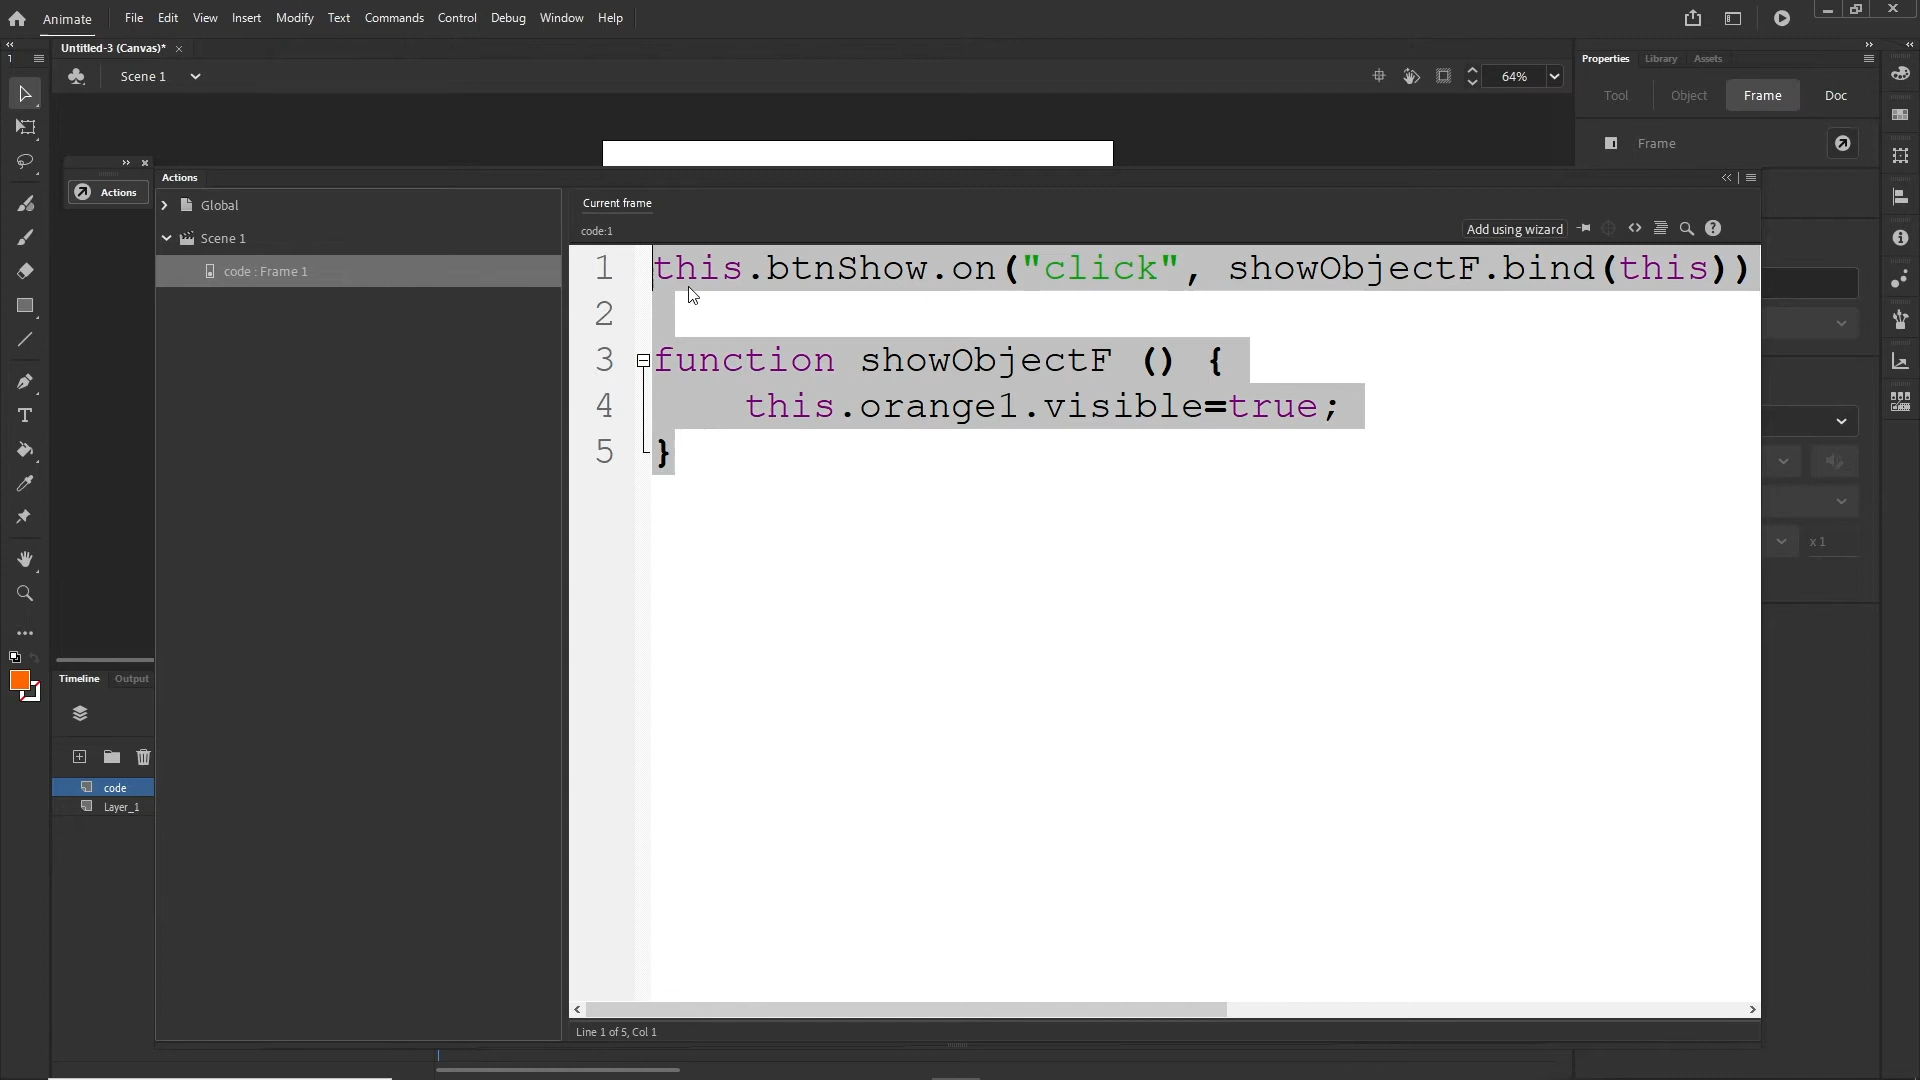 Animate File Edit View Insert Modify Text Commands Control Debug Window Help
Untitled-3 (Canvas)*
Scene 1
64%
Properties Library Assets
Tool Object Frame Doc
Frame
Actions
Actions
Global
Scene 1
code : Frame 1
Current frame
code:1
Add using wizard
1 this.btnShow.on("click", showObjectF.bind(this))
2
3 function showObjectF () {
4 this.orange1.visible=true;
5 }
x 1
Timeline Output
code
Layer_1
Line 1 of 5, Col 1